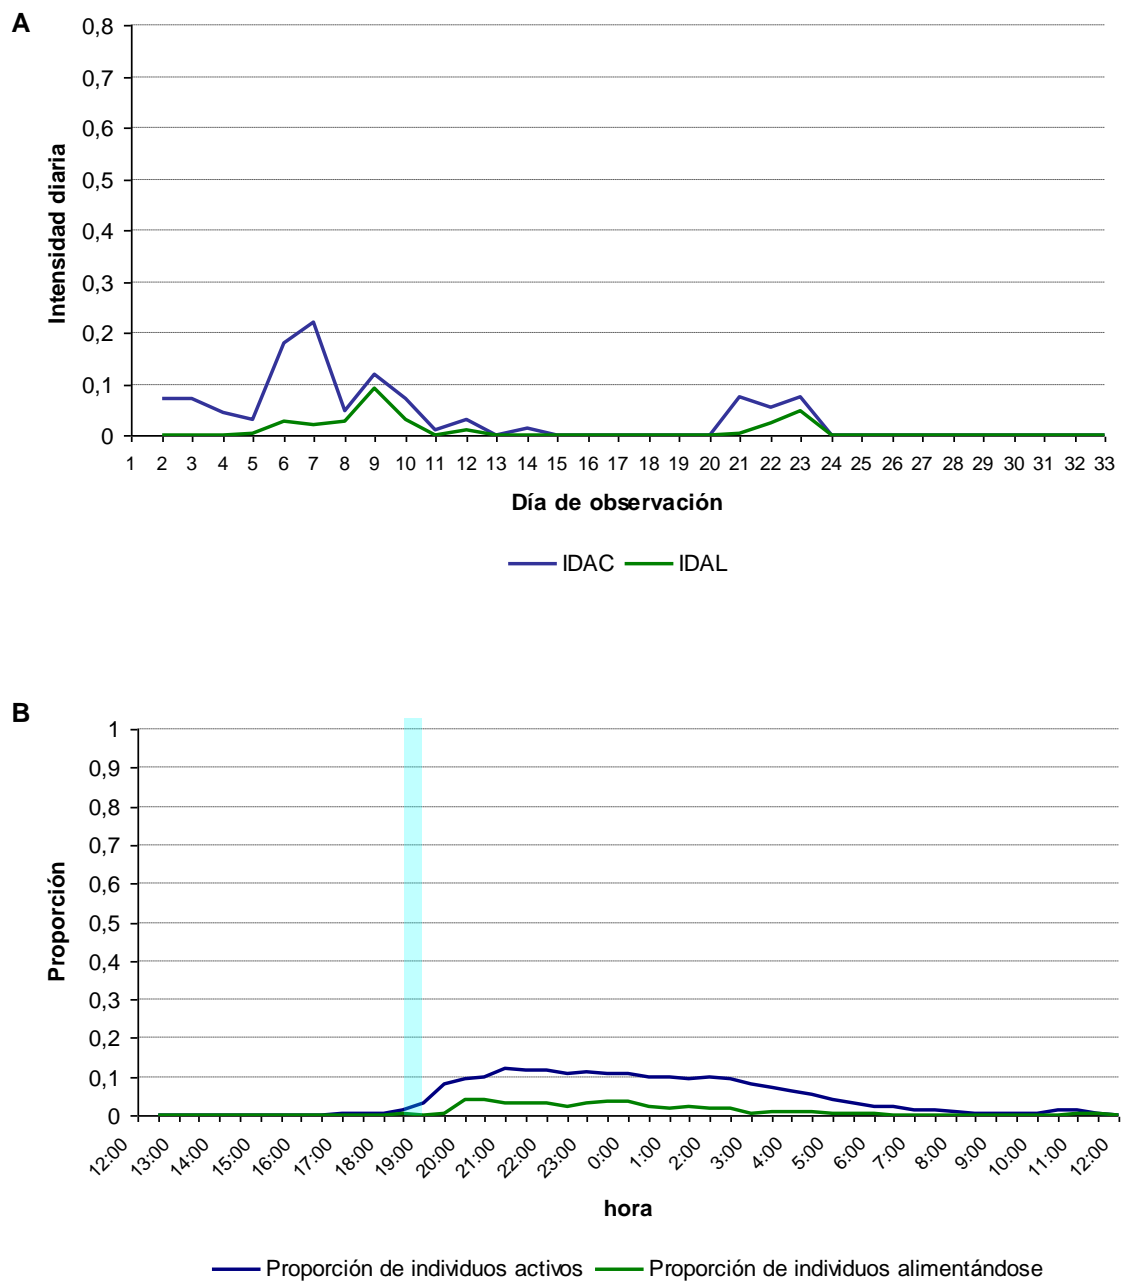 A
0,8
0,7
0,6
0,5
0,4
0,3
0,2
0,1
0
Intensidad diaria
1 2 3 4 5 6 7 8 9 10 11 12 13 14 15 16 17 18 19 20 21 22 23 24 25 26 27 28 29 30 31 32 33
Día de observación
IDAC IDAL
B
1
0,9
0,8
0,7
0,6
0,5
0,4
0,3
0,2
0,1
0
Proporción
12:00 13:00 14:00 15:00 16:00 17:00 18:00 19:00 20:00 21:00 22:00 23:00 0:00 1:00 2:00 3:00 4:00 5:00 6:00 7:00 8:00 9:00 10:00 11:00 12:00
hora
Proporción de individuos activos Proporción de individuos alimentándose